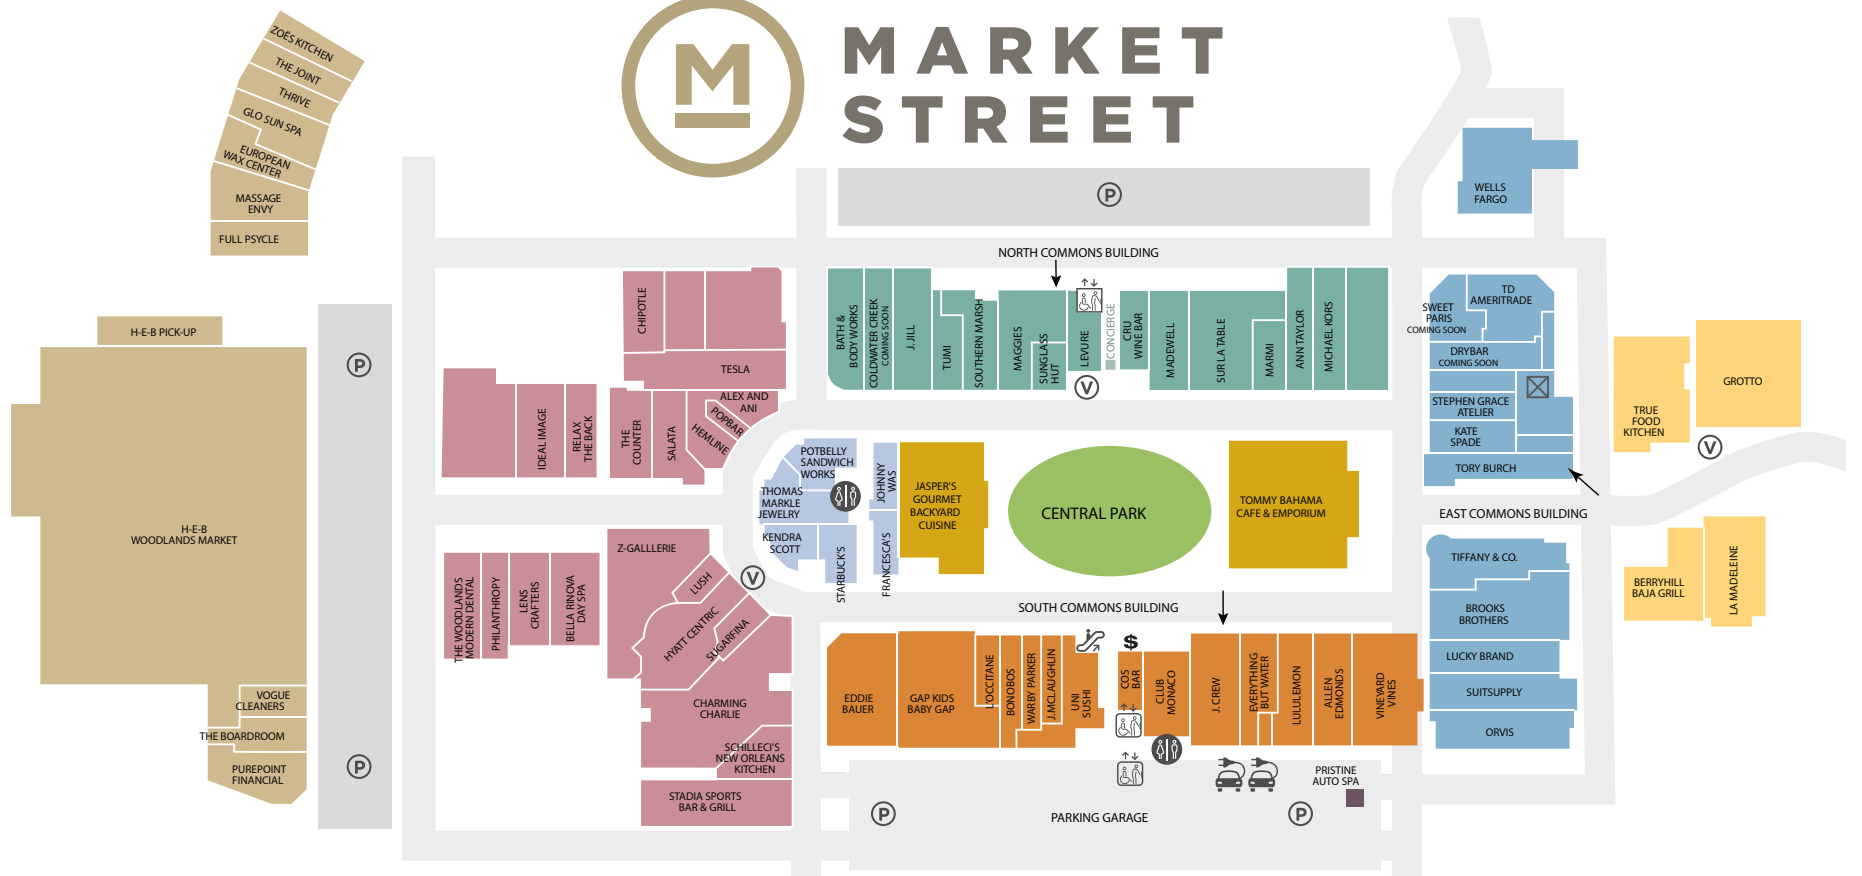 MARKET
STREET
M
ZOËS KITCHEN
THE JOINT
THRIVE
GLO SUN SPA
EUROPEAN
WAX CENTER
MASSAGE
ENVY
FULL PSYCLE
H-E-B PICK-UP
H-E-B
WOODLANDS MARKET
VOGUE
CLEANERS
THE BOARDROOM
PUREPOINT
FINANCIAL
P
P
CHIPOTLE
TESLA
ALEX AND
ANI
POPBAR
HEMLINE
SALATA
THE
COUNTER
RELAX
THE BACK
IDEAL IMAGE
Z-GALLLERIE
LUSH
HYATT CENTRIC
SUGARFINA
THE WOODLANDS
MODERN DENTAL
PHILANTHROPY
LENS
CRAFTERS
BELLA RINOVA
DAY SPA
CHARMING
CHARLIE
SCHILLECI'S
NEW ORLEANS
KITCHEN
STADIA SPORTS
BAR & GRILL
V
P
NORTH COMMONS BUILDING
BATH &
BODY WORKS
COLDWATER CREEK
COMING SOON
J. JILL
TUMI
SOUTHERN MARSH
MAGGIES
SUNGLASS
HUT
LEVURE
CONCIERGE
CRU
WINE BAR
MADEWELL
SUR LA TABLE
MARMI
ANN TAYLOR
MICHAEL KORS
V
POTBELLY
SANDWICH
WORKS
THOMAS
MARKLE
JEWELRY
KENDRA
SCOTT
STARBUCK'S
JOHNNY
WAS
FRANCESCA'S
JASPER'S
GOURMET
BACKYARD
CUISINE
CENTRAL PARK
TOMMY BAHAMA
CAFE & EMPORIUM
SOUTH COMMONS BUILDING
EDDIE
BAUER
GAP KIDS
BABY GAP
L'OCCITANE
BONOBOS
WARBY PARKER
J.MCLAUGHLIN
UNI
SUSHI
$
COS
BAR
CLUB
MONACO
J. CREW
EVERYTHING
BUT WATER
LULULEMON
ALLEN
EDMONDS
VINEYARD
VINES
P
PARKING GARAGE
P
PRISTINE
AUTO SPA
WELLS
FARGO
SWEET
PARIS
COMING SOON
TD
AMERITRADE
DRYBAR
COMING SOON
STEPHEN GRACE
ATELIER
KATE
SPADE
TORY BURCH
EAST COMMONS BUILDING
TIFFANY & CO.
BROOKS
BROTHERS
LUCKY BRAND
SUITSUPPLY
ORVIS
TRUE
FOOD
KITCHEN
GROTTO
V
BERRYHILL
BAJA GRILL
LA MADELEINE